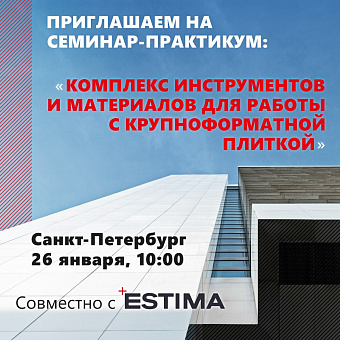 ПРИГЛАШАЕМ НА
СЕМИНАР-ПРАКТИКУМ:
«КОМПЛЕКС ИНСТРУМЕНТОВ
И МАТЕРИАЛОВ ДЛЯ РАБОТЫ
С КРУПНОФОРМАТНОЙ
ПЛИТКОЙ»
Санкт-Петербург
26 января, 10:00
Совместно с +ESTIMA